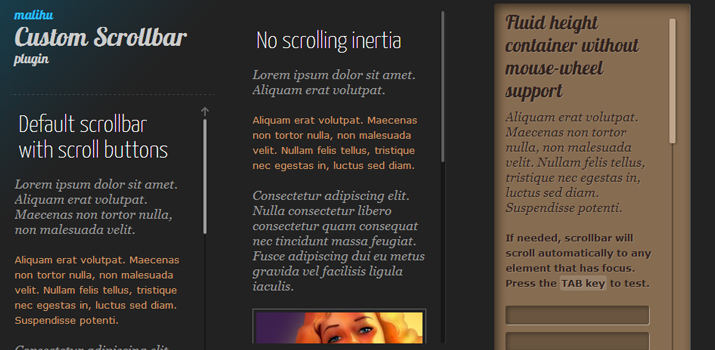 malihu
Custom Scrollbar
plugin
Default scrollbar
with scroll buttons
Lorem ipsum dolor sit amet.
Aliquam erat volutpat.
Maecenas non tortor nulla,
non malesuada velit.
Aliquam erat volutpat. Maecenas
non tortor nulla, non malesuada
velit. Nullam felis tellus, tristique
nec egestas in, luctus sed diam.
Suspendisse potenti.
Consectetur adipiscing elit.
No scrolling inertia
Lorem ipsum dolor sit amet.
Aliquam erat volutpat.
Aliquam erat volutpat. Maecenas
non tortor nulla, non malesuada
velit. Nullam felis tellus, tristique
nec egestas in, luctus sed diam.
Consectetur adipiscing elit.
Nulla consectetur libero
consectetur quam consequat
nec tincidunt massa feugiat.
Fusce adipiscing dui eu metus
gravida vel facilisis ligula
iaculis.
Fluid height
container without
mouse-wheel
support
Aliquam erat volutpat.
Maecenas non tortor
nulla, non malesuada
velit. Nullam felis tellus,
tristique nec egestas in,
luctus sed diam.
Suspendisse potenti.
If needed, scrollbar will
scroll automatically to any
element that has focus.
Press the TAB key to test.